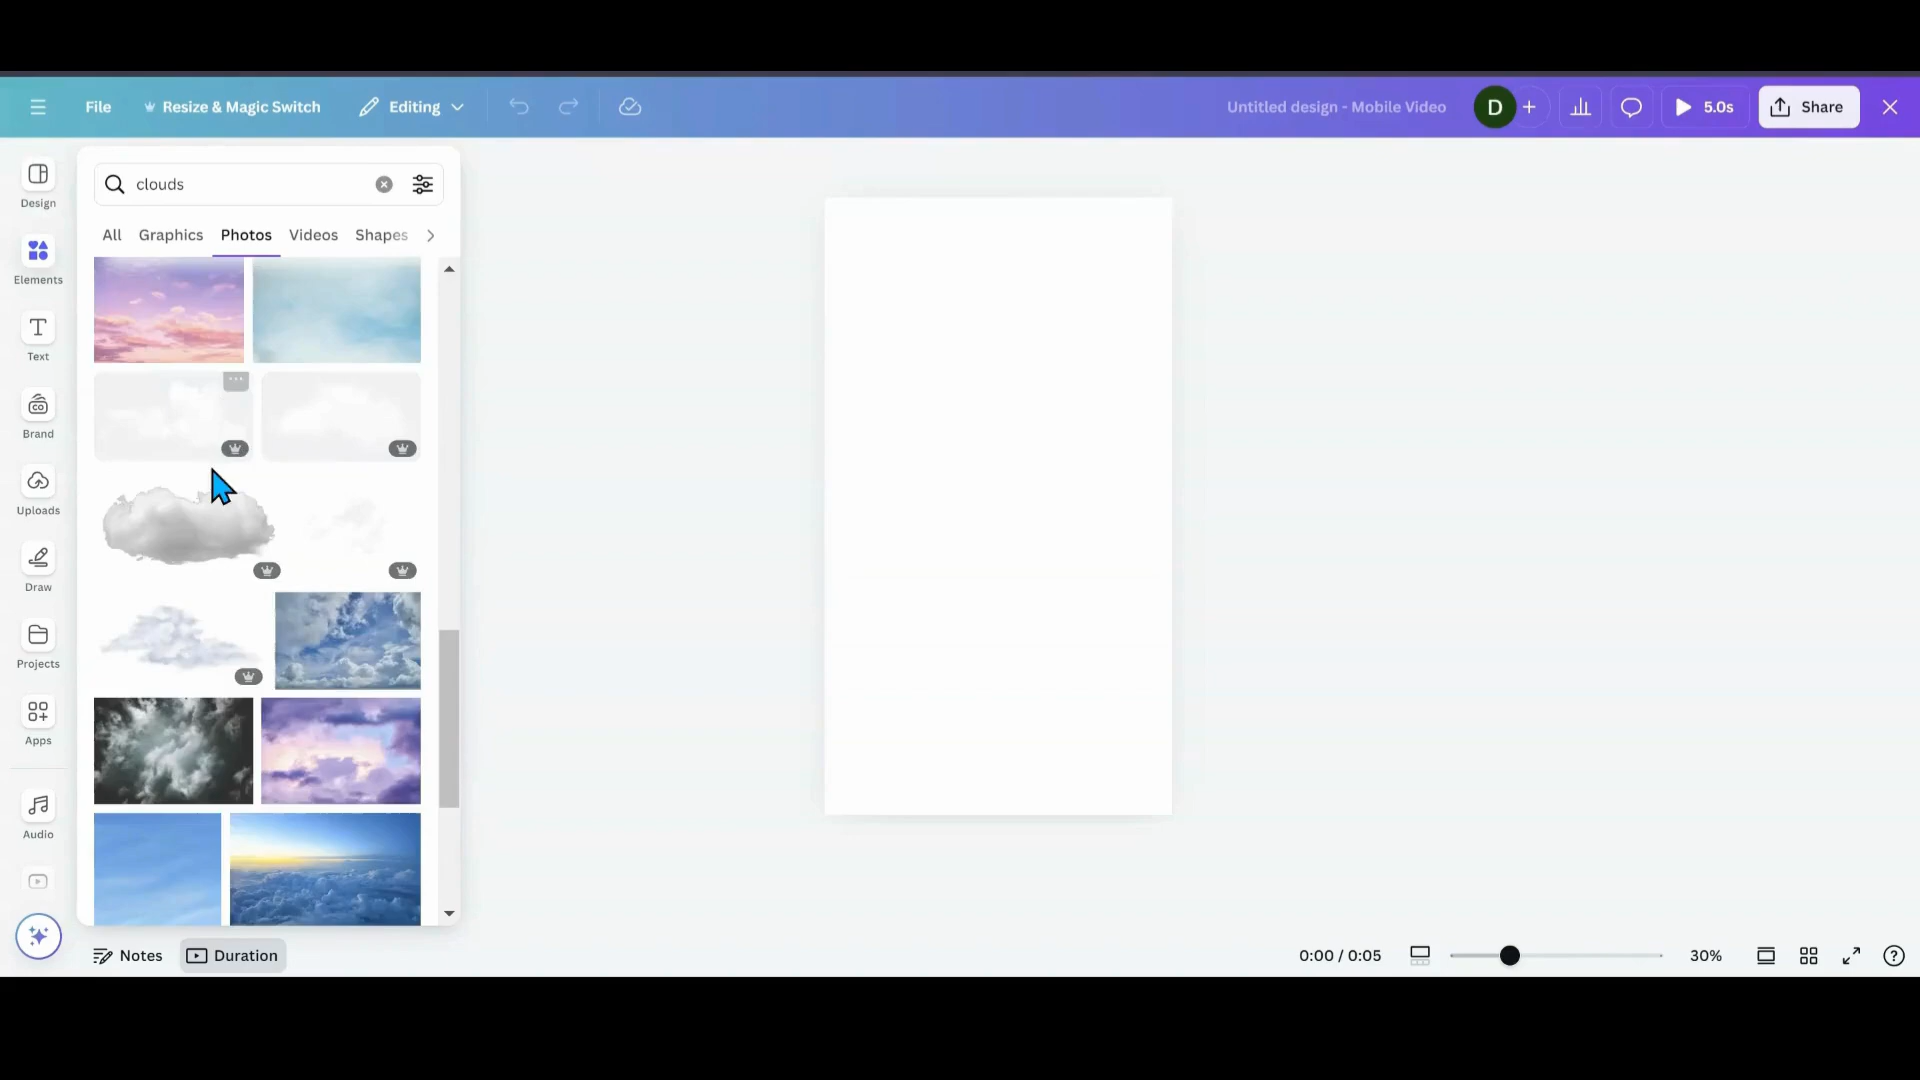 File
Resize & Magic Switch
Editing
Untitled design - Mobile Video
D
5.0s
Share
clouds
All
Graphics
Photos
Videos
Shapes
Design
Elements
Text
Brand
Uploads
Draw
Projects
Apps
Audio
Notes
Duration
0:00 / 0:05
30%